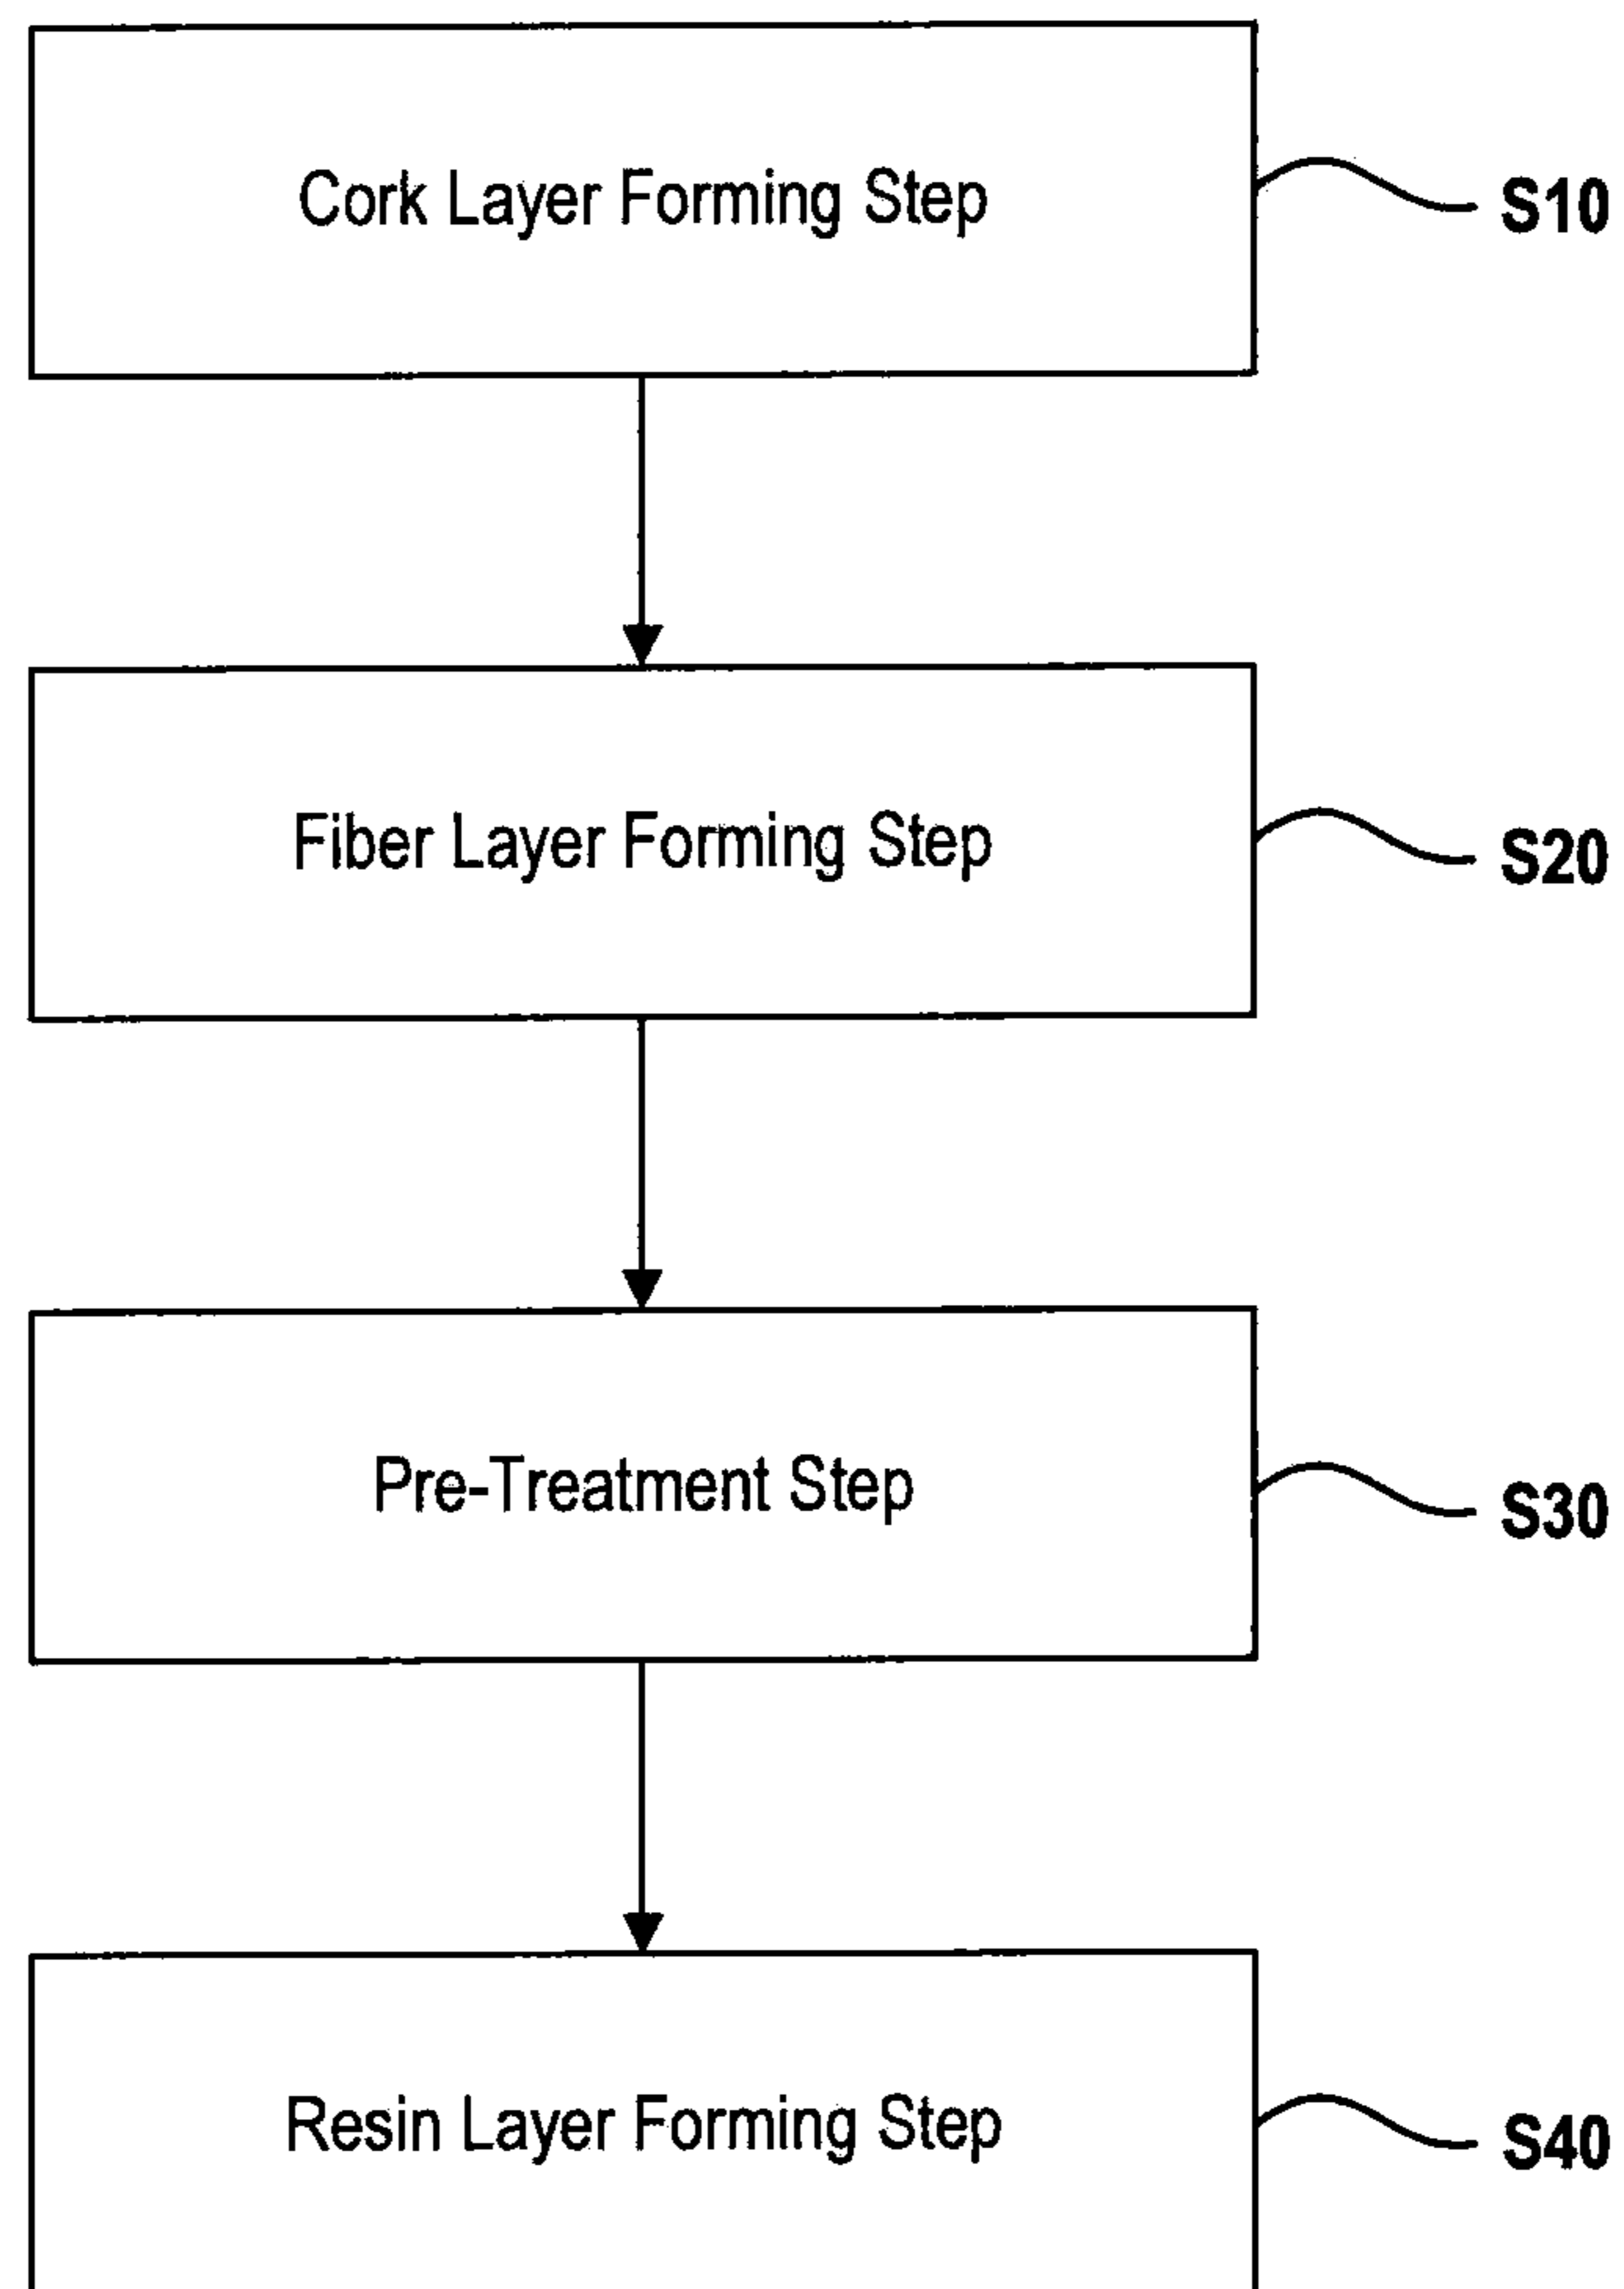 Cork Layer Forming Step
S10
Fiber Layer Forming Step
S20
Pre-Treatment Step
S30
Resin Layer Forming Step
S40